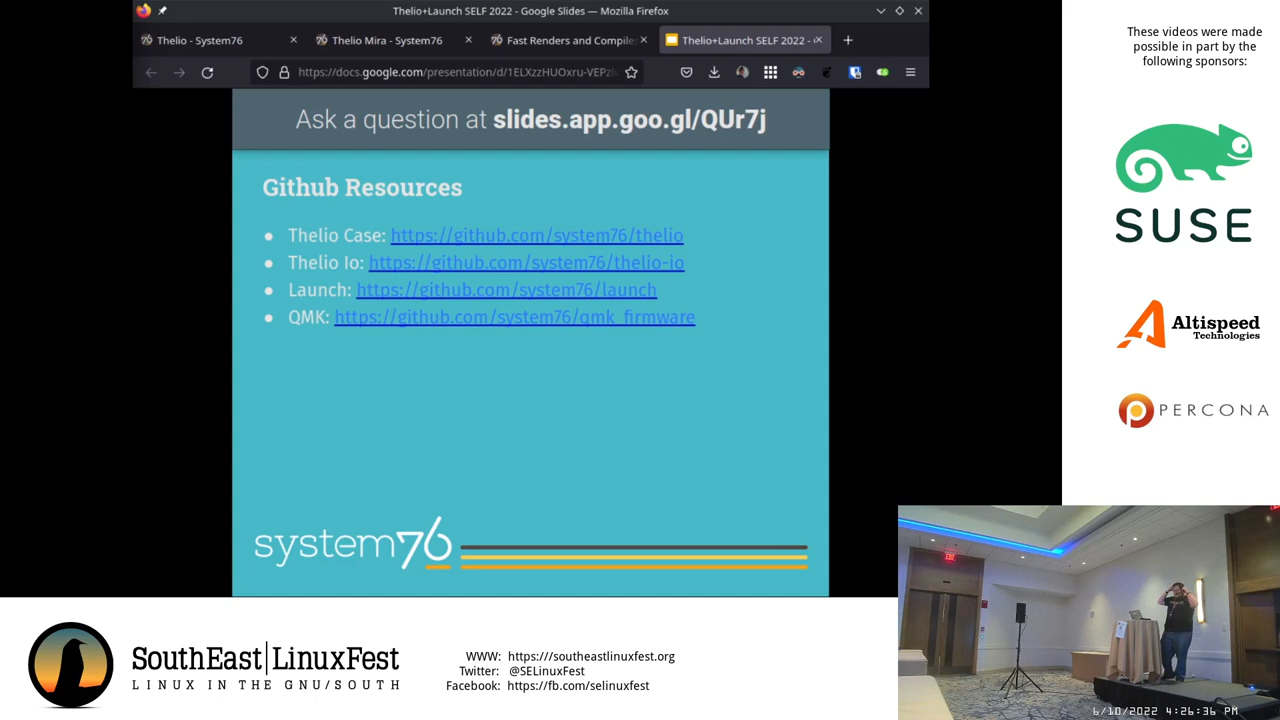 Thelio+Launch SELF 2022 - Google Slides — Mozilla Firefox
Thelio - System76
Thelio Mira - System76
Fast Renders and Compiles
Thelio+Launch SELF 2022 -
https://docs.google.com/presentation/d/1ELXzzHUOxru-VEPzl
Ask a question at slides.app.goo.gl/QUr7j
Github Resources
• Thelio Case: https://github.com/system76/thelio
• Thelio Io: https://github.com/system76/thelio-io
• Launch: https://github.com/system76/launch
• QMK: https://github.com/system76/qmk_firmware
system76
These videos were made
possible in part by the
following sponsors:
SUSE
Altispeed
Technologies
PERCONA
EXIT
6/10/2022 4:26:36 PM
SouthEast LinuxFest
LINUX IN THE GNU/SOUTH
WWW: https:///southeastlinuxfest.org
Twitter: @SELinuxFest
Facebook: https://fb.com/selinuxfest